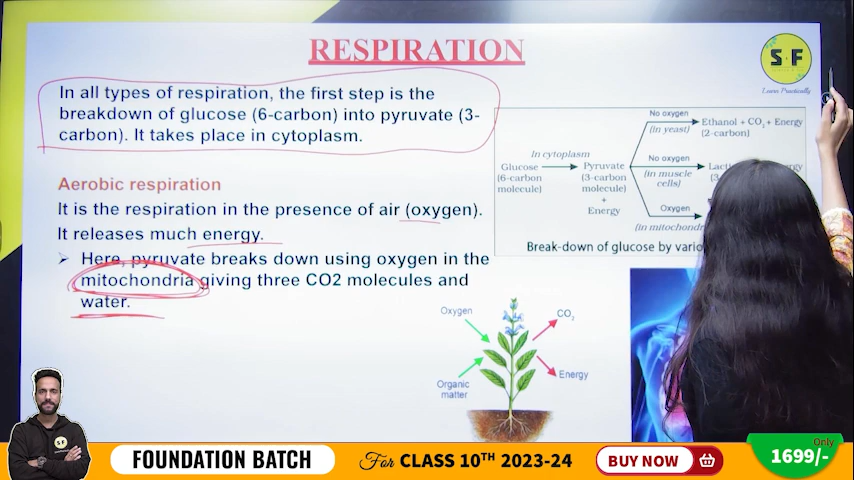 RESPIRATION
S F
Learn Practically
In all types of respiration, the first step is the
breakdown of glucose (6-carbon) into pyruvate (3-
carbon). It takes place in cytoplasm.
Aerobic respiration
It is the respiration in the presence of air (oxygen).
It releases much energy.
➢ Here, pyruvate breaks down using oxygen in the
mitochondria giving three CO2 molecules and
water.
In cytoplasm
Glucose
(6-carbon
molecule)
Pyruvate
(3-carbon
molecule)
+
Energy
No oxygen
(in yeast)
Ethanol + CO2 + Energy
(2-carbon)
No oxygen
(in muscle
cells)
Oxygen
Break-down of glucose by
Oxygen
CO2
Organic
matter
Energy
SF
FOUNDATION BATCH
For CLASS 10TH 2023-24
BUY NOW
Only
1699/-